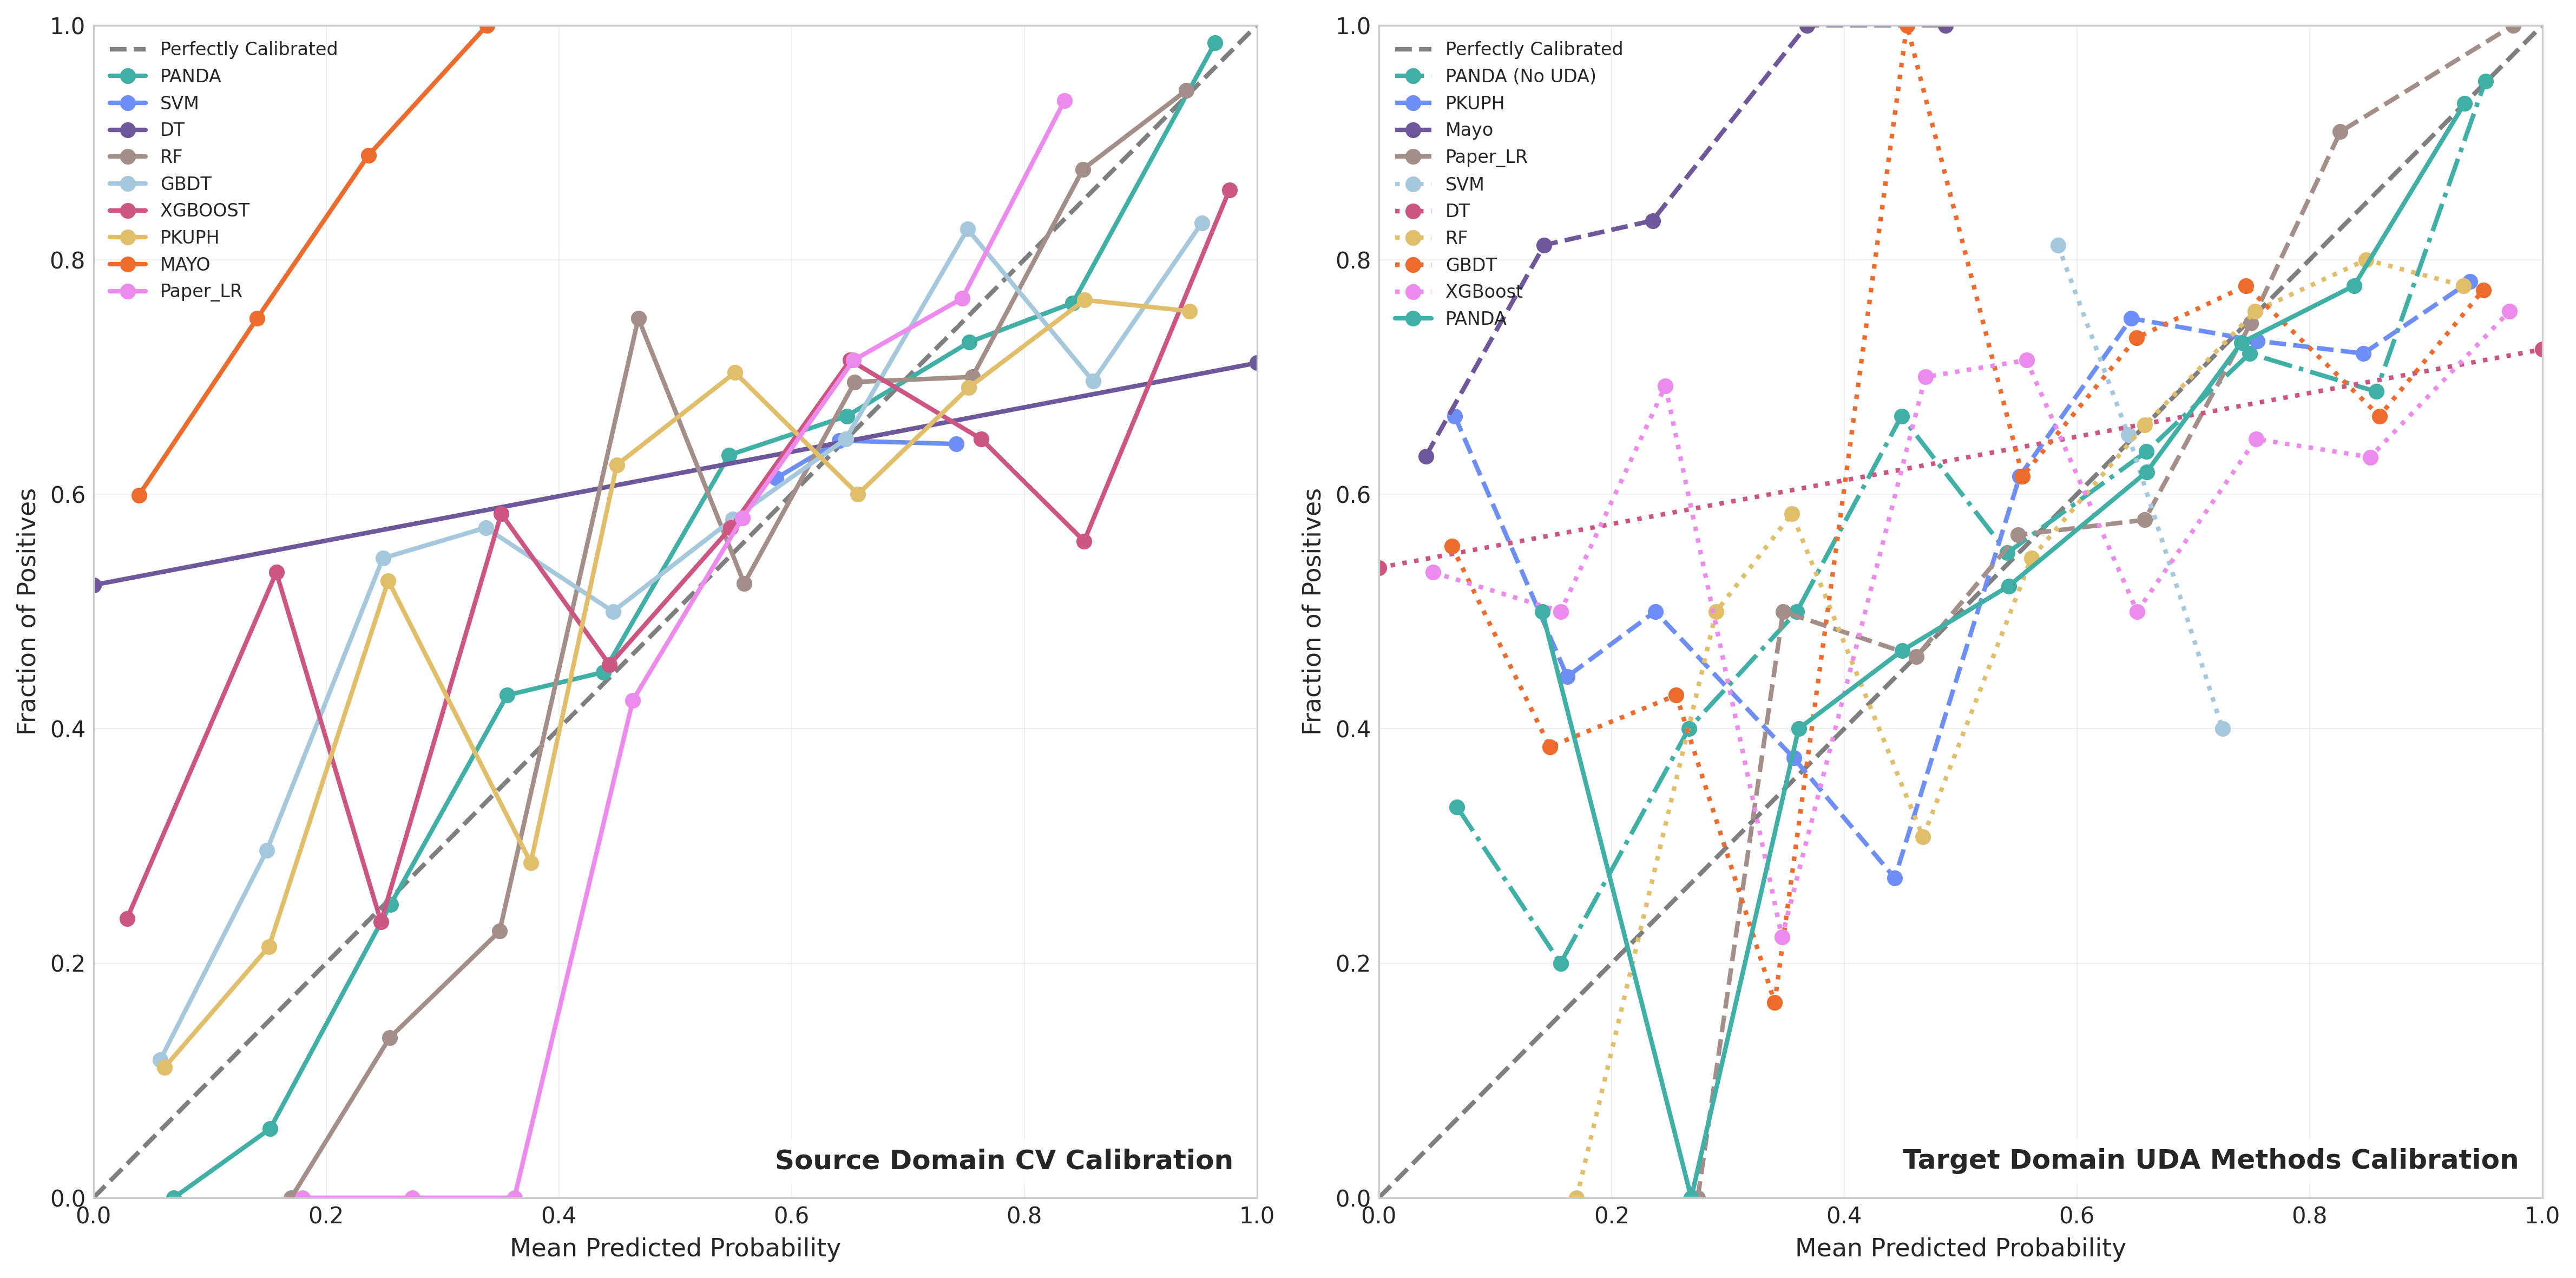 Fraction of Positives
1.0
0.8
0.6
0.4
0.2
0.0
Perfectly Calibrated
PANDA
SVM
DT
RF
GBDT
XGBOOST
PKUPH
MAYO
Paper_LR
Source Domain CV Calibration
0.0 0.2 0.4 0.6 0.8 1.0
Mean Predicted Probability
Fraction of Positives
1.0
0.8
0.6
0.4
0.2
0.0
Perfectly Calibrated
PANDA (No UDA)
PKUPH
Mayo
Paper_LR
SVM
DT
RF
GBDT
XGBoost
PANDA
Target Domain UDA Methods Calibration
0.0 0.2 0.4 0.6 0.8 1.0
Mean Predicted Probability